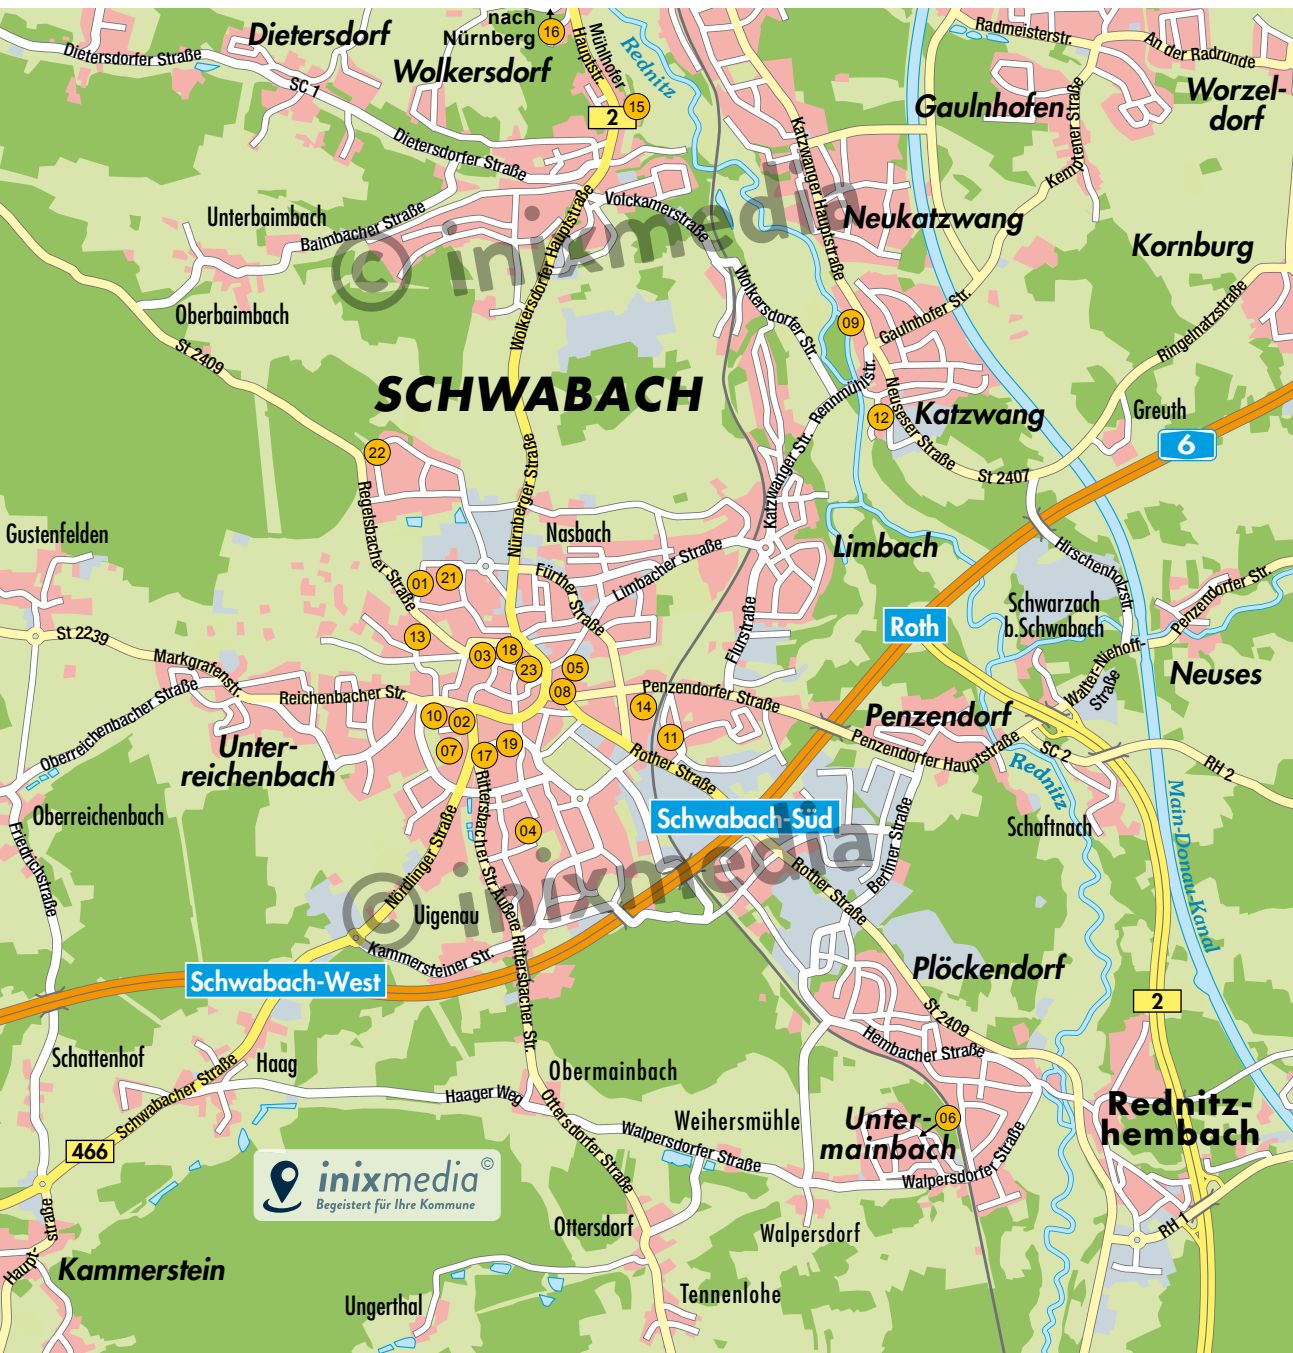 nach
Nürnberg
16
Dietersdorf
Wolkersdorf
Mühlhofer
Hauptstr.
Rednitz
Radmeisterstr.
An der Radrunde
Dietersdorfer Straße
SC 1
15
2
Gaulnhofen
Worzel-
dorf
Dietersdorfer Straße
Katzwanger Hauptstraße
Kemptener Straße
Unterbaimbach
Baimbacher Straße
Volckamerstraße
Neukatzwang
Kornburg
© inixmedia
Wolkersdorfer Hauptstraße
Oberbaimbach
St 2409
Wolkersdorfer Str.
09
Gaulnhofer Str.
Ringelnatzstraße
SCHWABACH
Rennmühlstr.
Neuseser Straße
12
Katzwang
Greuth
6
22
Nürnberger Straße
Katzwanger Str.
St 2407
Regelsbacher Straße
Gustenfelden
Nasbach
Limbacher Straße
Limbach
Hirschenholzstr.
01
21
Fürther Straße
Schwarzach
b.Schwabach
Penzendorfer Str.
St 2239
13
03
18
23
05
08
Flurstraße
Roth
Walter-Niehoff-
Straße
Neuses
Markgrafenstr.
Reichenbacher Str.
Oberreichenbacher Straße
10
02
07
17
19
14
11
Penzendorfer Straße
Penzendorf
Penzendorfer Hauptstraße
SC 2
RH 2
Unter-
reichenbach
Rother Straße
Rednitz
Main-Donau-Kanal
Oberreichenbach
Friedrichstraße
Rittersbacher Str.
04
Schwabach-Süd
Berliner Straße
Schaftnach
Nördlinger Straße
© inixmedia
Rother Straße
Uigenau
Äußere Rittersbacher Str.
Kammersteiner Str.
Schwabach-West
Plöckendorf
St 2409
2
Schattenhof
Haag
Hembacher Straße
Schwabacher Straße
Obermainbach
Haager Weg
Ottersdorfer Straße
Weihersmühle
Unter-
mainbach
06
Rednitz-
hembach
Walpersdorfer Straße
Walpersdorfer Straße
466
inixmedia©
Begeistert für Ihre Kommune
Haupt-
straße
Ottersdorf
Walpersdorf
RH 1
Kammerstein
Ungerthal
Tennenlohe